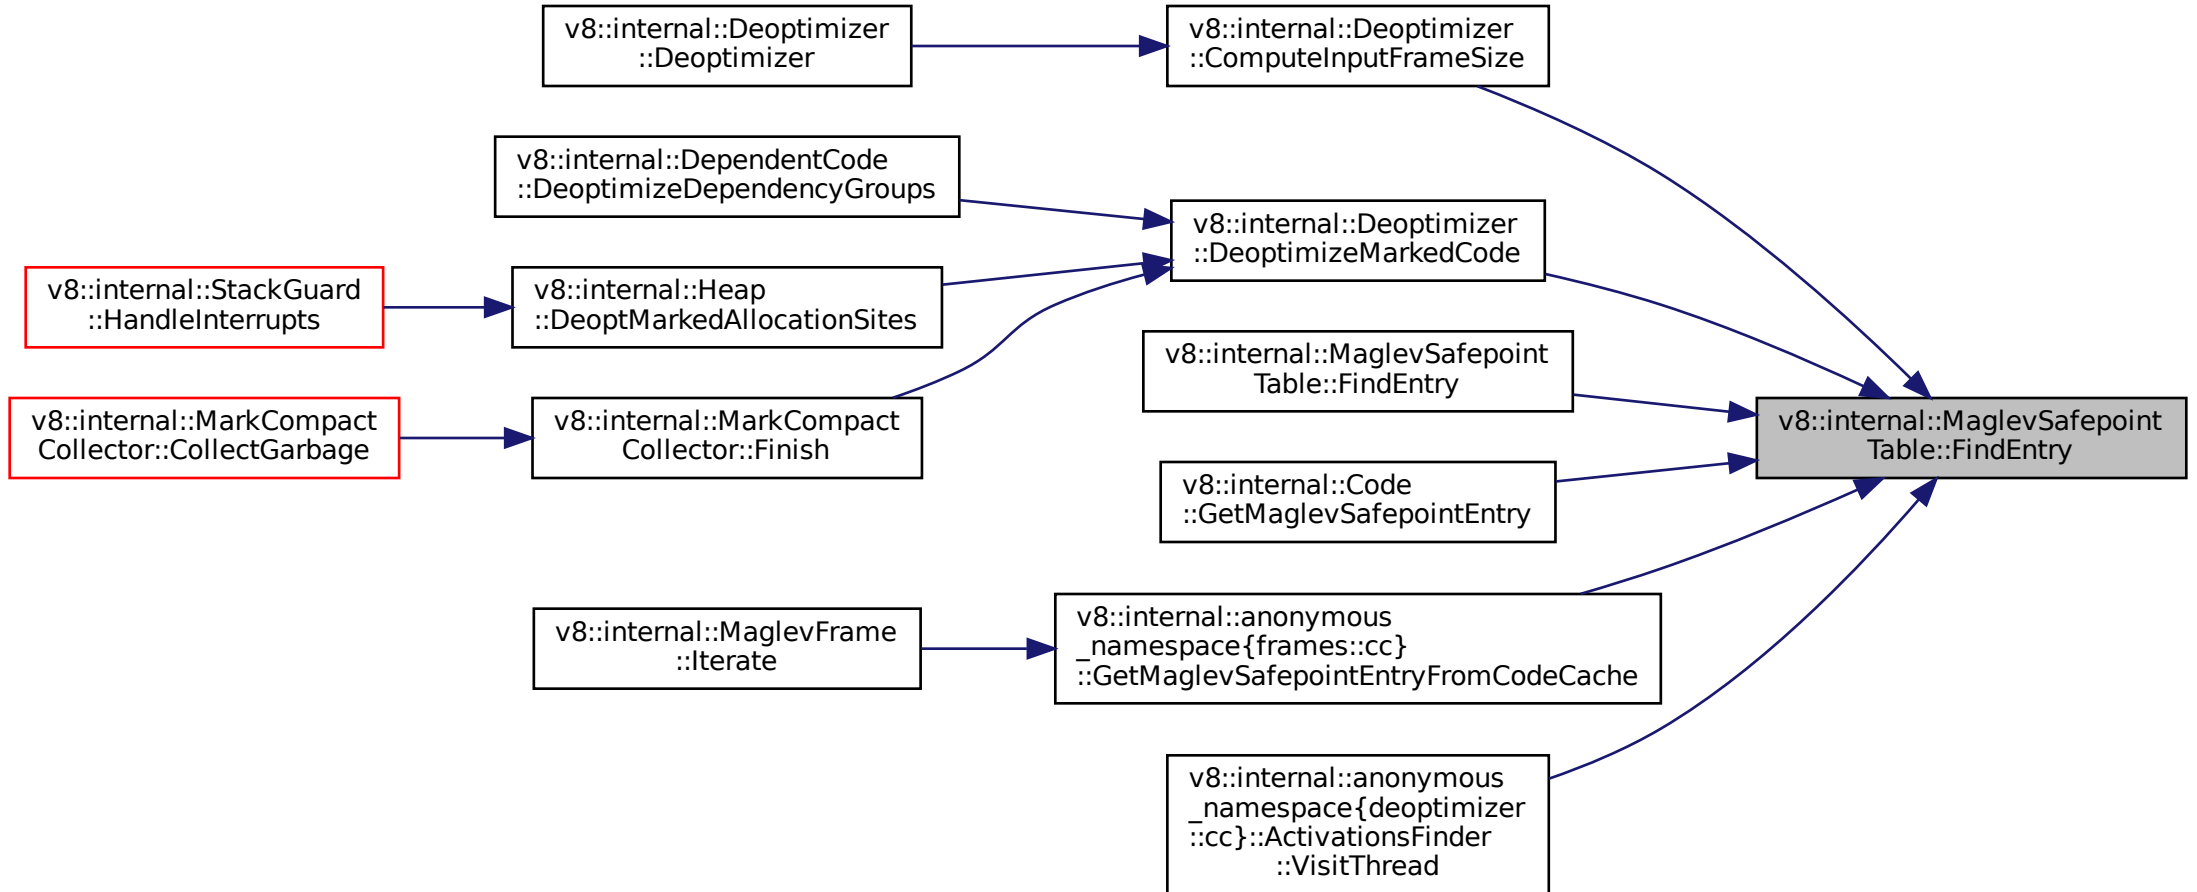 v8::internal::Deoptimizer
::Deoptimizer
v8::internal::Deoptimizer
::ComputeInputFrameSize
v8::internal::DependentCode
::DeoptimizeDependencyGroups
v8::internal::Deoptimizer
::DeoptimizeMarkedCode
v8::internal::StackGuard
::HandleInterrupts
v8::internal::Heap
::DeoptMarkedAllocationSites
v8::internal::MaglevSafepoint
Table::FindEntry
v8::internal::MarkCompact
Collector::CollectGarbage
v8::internal::MarkCompact
Collector::Finish
v8::internal::MaglevSafepoint
Table::FindEntry
v8::internal::Code
::GetMaglevSafepointEntry
v8::internal::MaglevFrame
::Iterate
v8::internal::anonymous
_namespace{frames::cc}
::GetMaglevSafepointEntryFromCodeCache
v8::internal::anonymous
_namespace{deoptimizer
::cc}::ActivationsFinder
::VisitThread